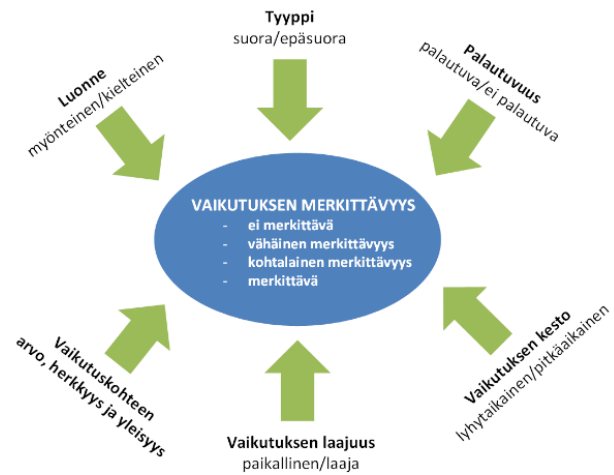 Tyyppi
suora/epäsuora
Luonne
myönteinen/kielteinen
Palautuvuus
palautuva/ei palautuva
VAIKUTUKSEN MERKITTÄVYYS
- ei merkittävä
- vähäinen merkittävyys
- kohtalainen merkittävyys
- merkittävä
Vaikutuskohteen
arvo, herkkyys ja yleisyys
Vaikutuksen laajuus
paikallinen/laaja
Vaikutuksen kesto
lyhytaikainen/pitkäaikainen